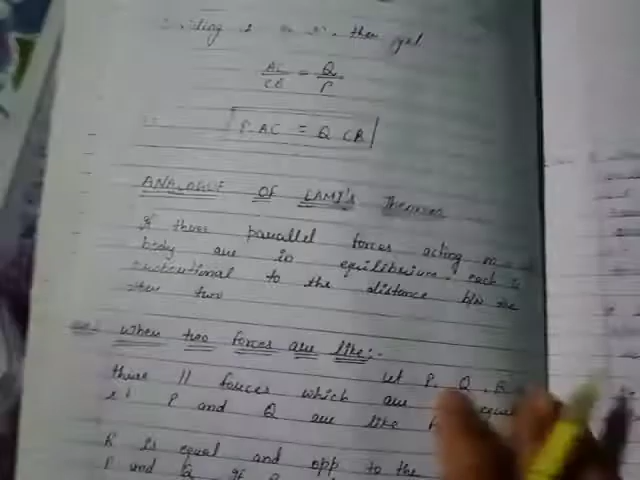 then get
AC/CB = Q/P
P.AC = Q CB
ANALOGUE OF LAMI'S Theorem
If three parallel forces acting on a
body are in equilibrium each is
to the distance b/w the
other two
When two forces are like:-
Let P, Q, R
three || forces which are
P and Q are like
R is equal and opp to the
P and Q